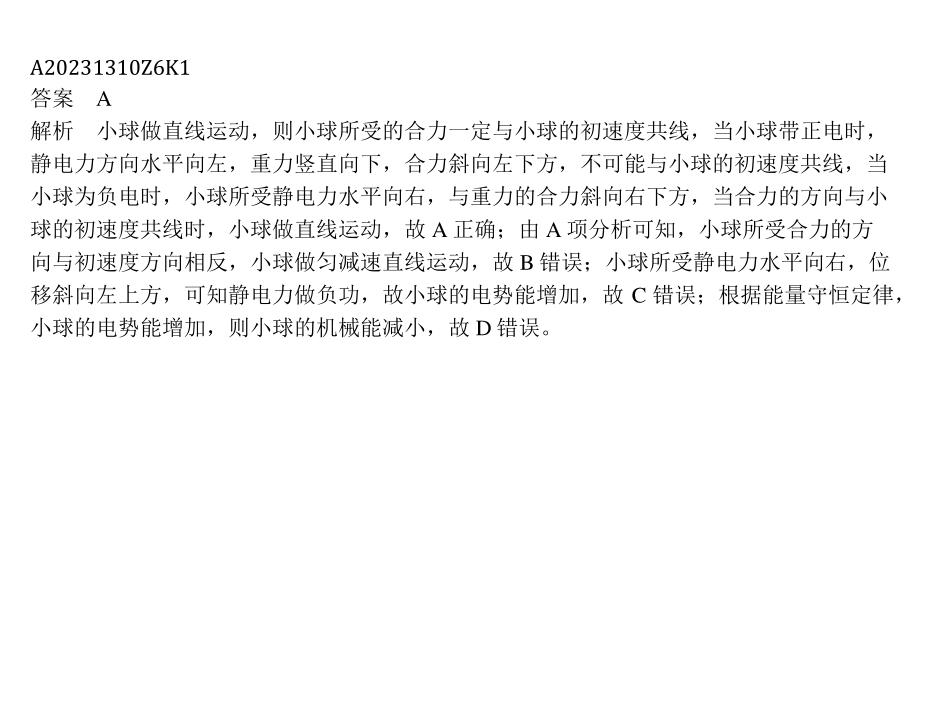 A20231310Z6K1
答案 A
解析 小球做直线运动，则小球所受的合力一定与小球的初速度共线，当小球带正电时，
静电力方向水平向左，重力竖直向下，合力斜向左下方，不可能与小球的初速度共线，当
小球为负电时，小球所受静电力水平向右，与重力的合力斜向右下方，当合力的方向与小
球的初速度共线时，小球做直线运动，故 A 正确；由 A 项分析可知，小球所受合力的方
向与初速度方向相反，小球做匀减速直线运动，故 B 错误；小球所受静电力水平向右，位
移斜向左上方，可知静电力做负功，故小球的电势能增加，故 C 错误；根据能量守恒定律，
小球的电势能增加，则小球的机械能减小，故 D 错误。